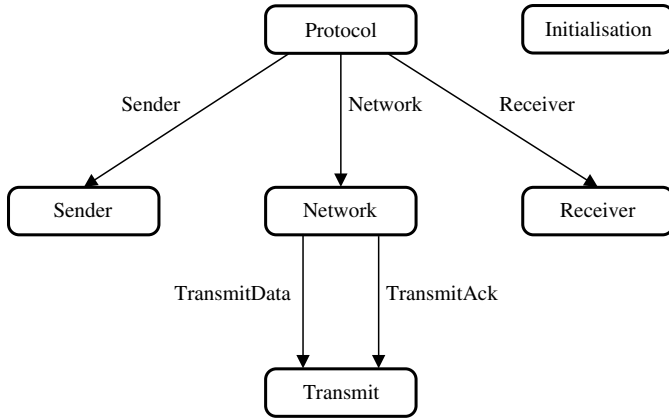 Protocol
Initialisation
Sender
Network
Receiver
Sender
Network
Receiver
TransmitData
TransmitAck
Transmit